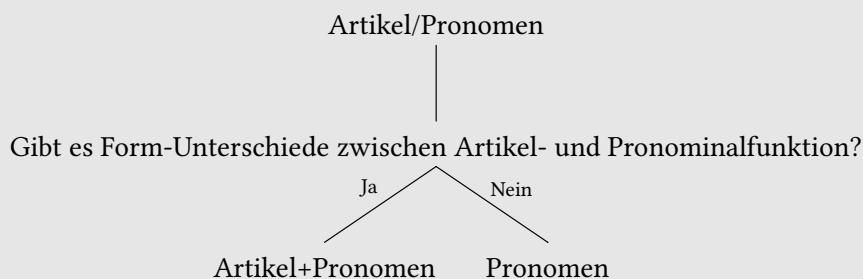 Artikel/Pronomen
Gibt es Form-Unterschiede zwischen Artikel- und Pronominalfunktion?
Ja Nein
Artikel+Pronomen Pronomen